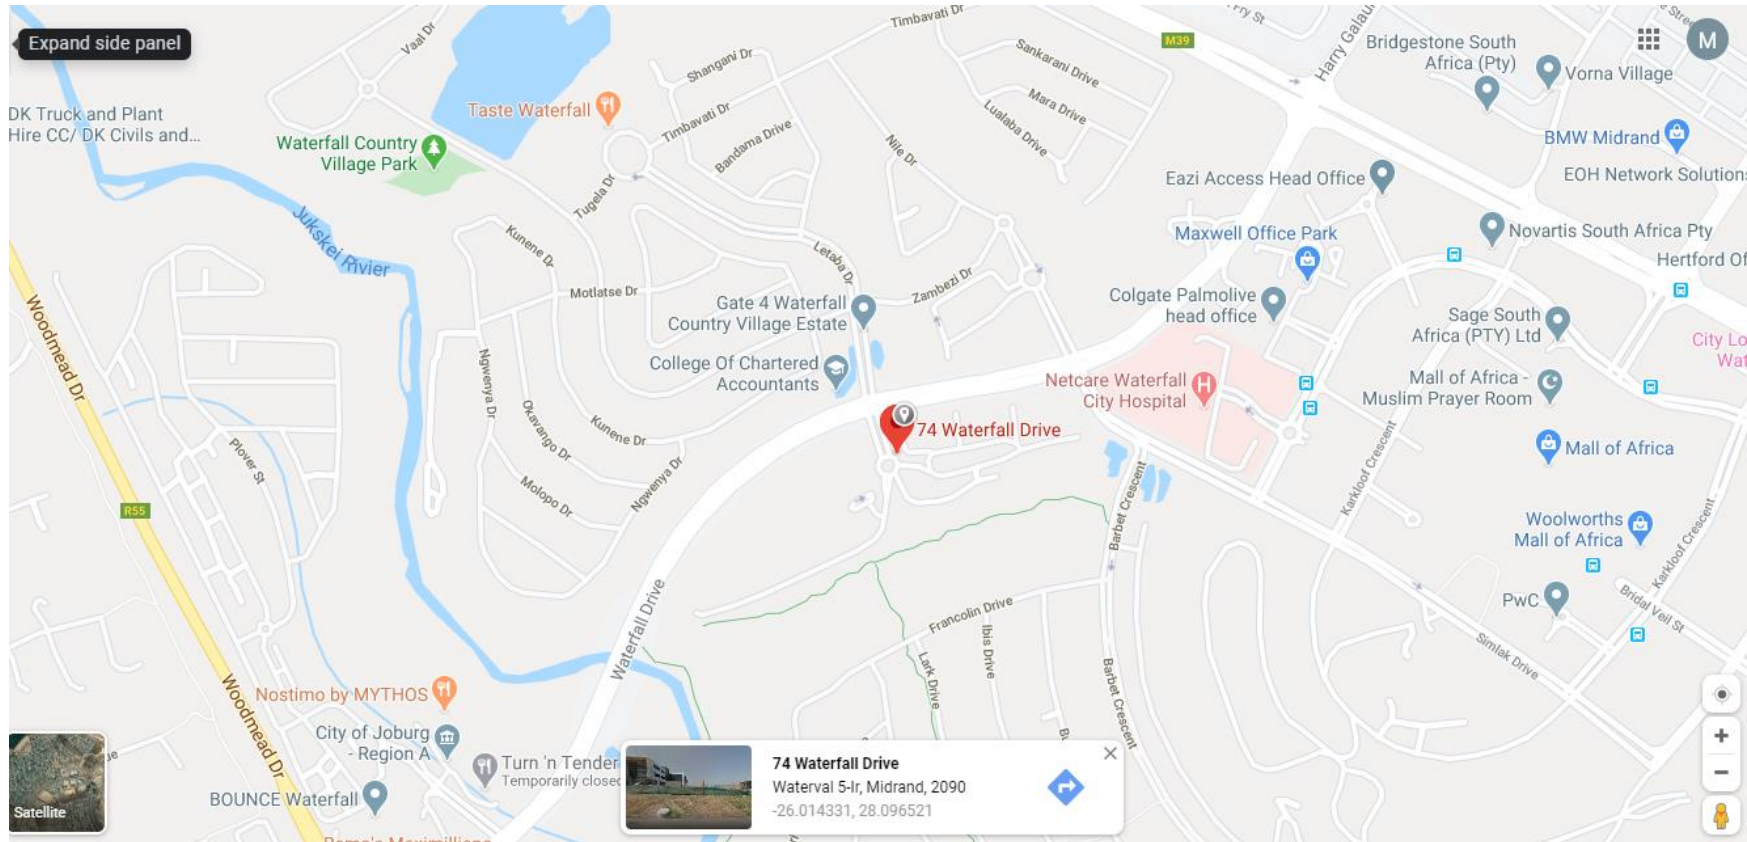 Expand side panel
Vaal Dr
Timbavati Dr
Fry St
M39
Harry Galau
Bridgestone South
Africa (Pty)
Vorna Village
M
Shangani Dr
Sankarani Drive
Mara Drive
Lualaba Drive
DK Truck and Plant
Hire CC/ DK Civils and...
Taste Waterfall
Timbavati Dr
Bandama Drive
Nile Dr
BMW Midrand
Waterfall Country
Village Park
Eazi Access Head Office
EOH Network Solution
Tugela Dr
Jukskei Rivier
Kunene Dr
Letaba Dr
Maxwell Office Park
Novartis South Africa Pty
Hertford Of
Motlatse Dr
Zambezi Dr
Gate 4 Waterfall
Country Village Estate
Colgate Palmolive
head office
Sage South
Africa (PTY) Ltd
City Lo
Wat
Woodmead Dr
Ngwenya Dr
College Of Chartered
Accountants
Netcare Waterfall
City Hospital
H
Mall of Africa -
Muslim Prayer Room
Okavango Dr
Kunene Dr
74 Waterfall Drive
Mall of Africa
Plover St
Ngwenya Dr
Molopo Dr
Barbet Crescent
Karkloof Crescent
R55
Woolworths
Mall of Africa
Karkloof Crescent
PwC
Bridal Veil St
Waterfall Drive
Francolin Drive
Ibis Drive
Lark Drive
Simlak Drive
Barbet Crescent
Nostimo by MYTHOS
Woodmead Dr
City of Joburg
- Region A
Bu
Turn 'n Tender
Temporarily closed
BOUNCE Waterfall
ue
Satellite
74 Waterfall Drive
Waterval 5-Ir, Midrand, 2090
-26.014331, 28.096521